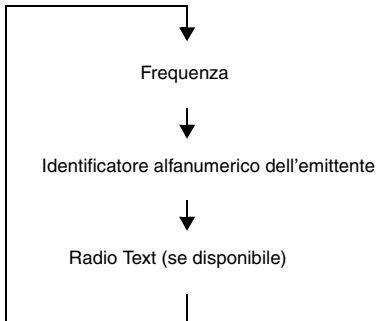 Frequenza
Identificatore alfanumerico dell'emittente
Radio Text (se disponibile)